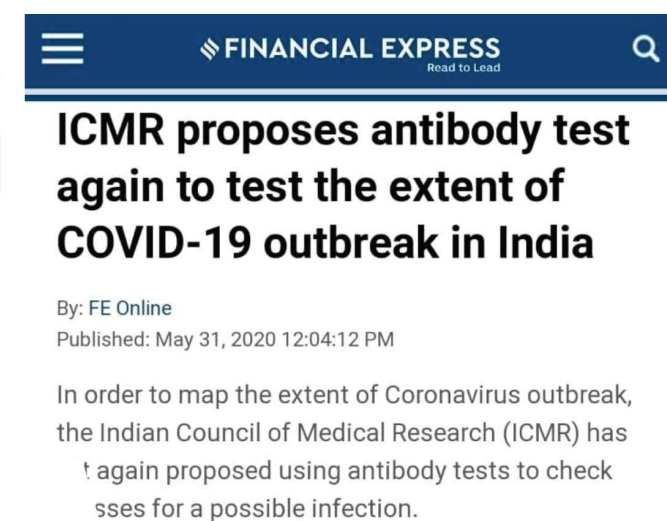 FINANCIAL EXPRESS
Read to Lead
ICMR proposes antibody test
again to test the extent of
COVID-19 outbreak in India
By: FE Online
Published: May 31, 2020 12:04:12 PM
In order to map the extent of Coronavirus outbreak,
the Indian Council of Medical Research (ICMR) has
again proposed using antibody tests to check
for a possible infection.